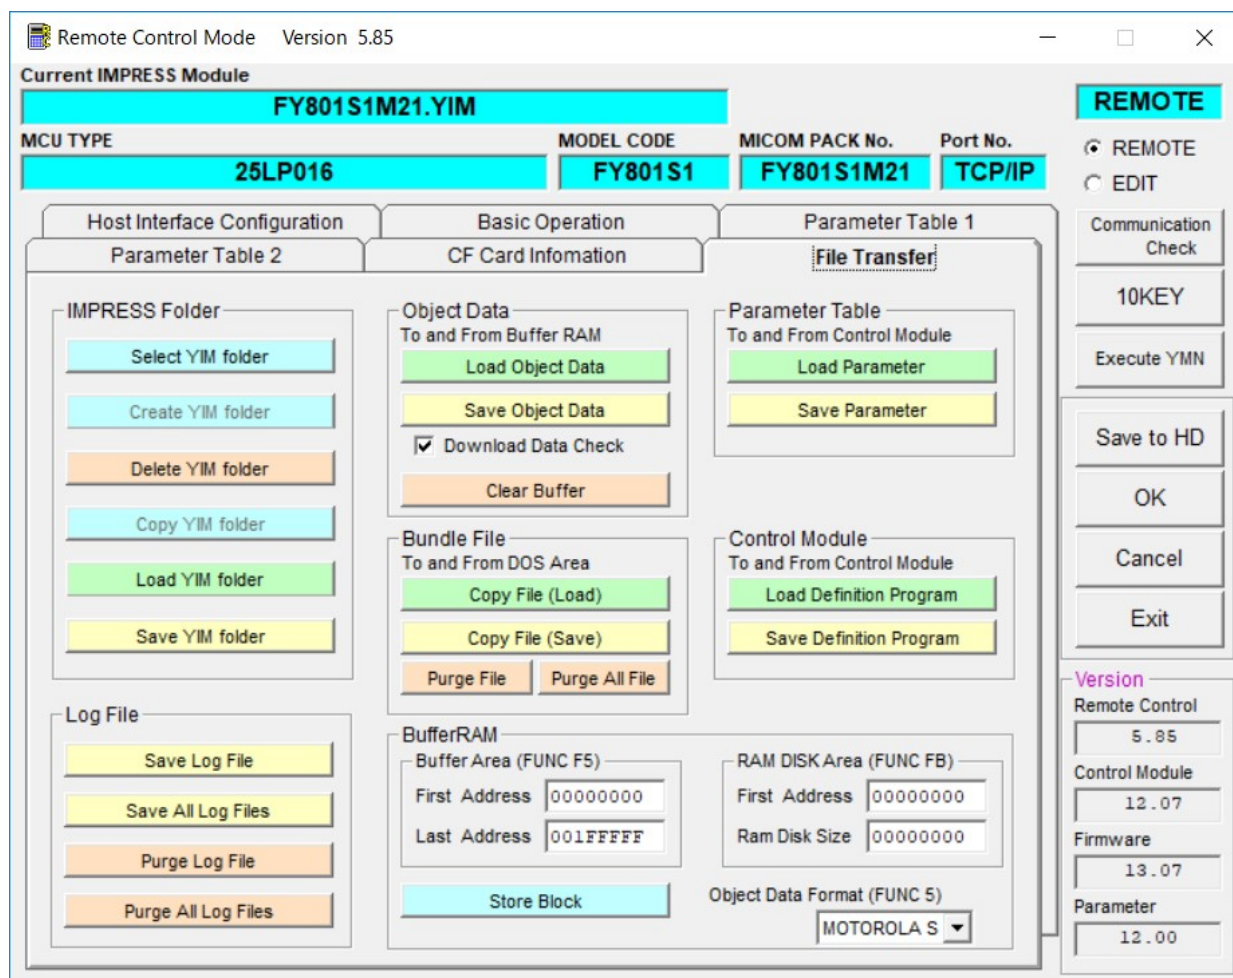 Remote Control Mode Version 5.85
Current IMPRESS Module
FY801S1M21.YIM
REMOTE
MCU TYPE
MODEL CODE
MICOM PACK No.
Port No.
25LP016
FY801S1
FY801S1M21
TCP/IP
REMOTE
EDIT
Host Interface Configuration
Basic Operation
Parameter Table 1
Parameter Table 2
CF Card Infomation
File Transfer
Communication
Check
10KEY
Execute YMN
Save to HD
OK
Cancel
Exit
IMPRESS Folder
Select YIM folder
Create YIM folder
Delete YIM folder
Copy YIM folder
Load YIM folder
Save YIM folder
Object Data
To and From Buffer RAM
Load Object Data
Save Object Data
Download Data Check
Clear Buffer
Parameter Table
To and From Control Module
Load Parameter
Save Parameter
Bundle File
To and From DOS Area
Copy File (Load)
Copy File (Save)
Purge File
Purge All File
Control Module
To and From Control Module
Load Definition Program
Save Definition Program
Log File
Save Log File
Save All Log Files
Purge Log File
Purge All Log Files
BufferRAM
Buffer Area (FUNC F5)
First Address 00000000
Last Address 001FFFFF
RAM DISK Area (FUNC FB)
First Address 00000000
Ram Disk Size 00000000
Store Block
Object Data Format (FUNC 5)
MOTOROLA S
Version
Remote Control
5.85
Control Module
12.07
Firmware
13.07
Parameter
12.00